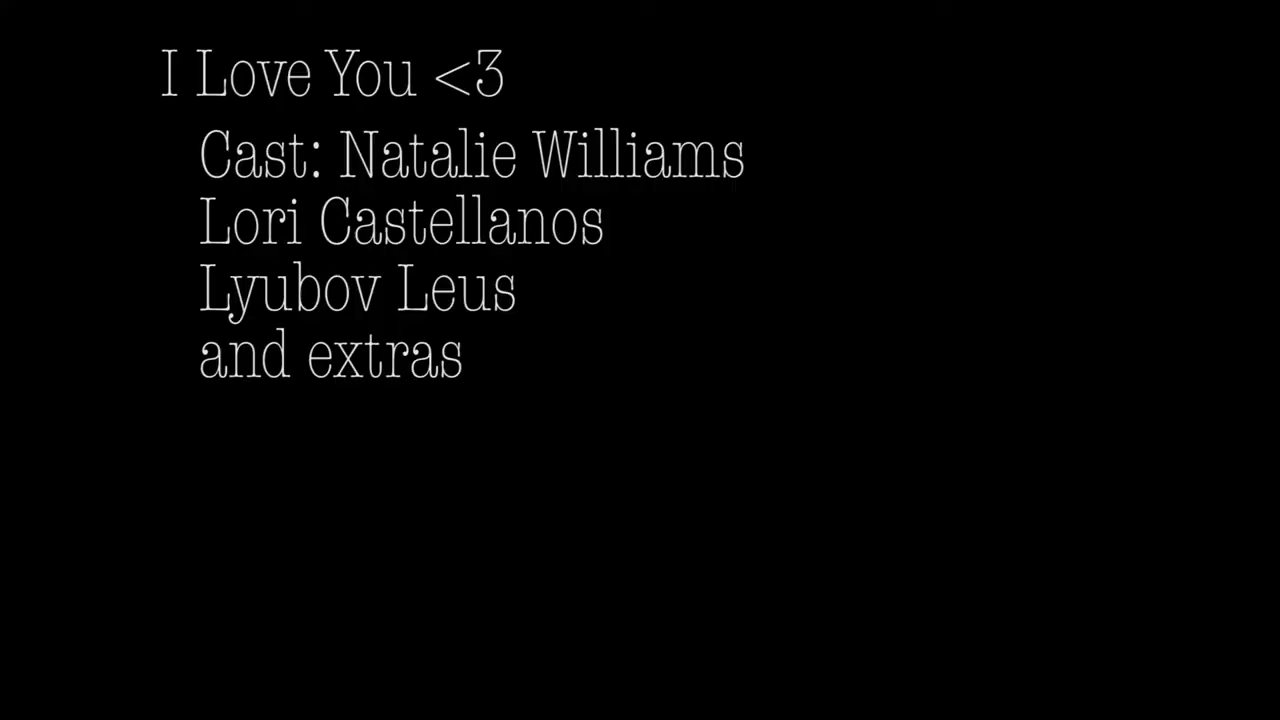 I Love You <3
Cast: Natalie Williams
Lori Castellanos
Lyubov Leus
and extras